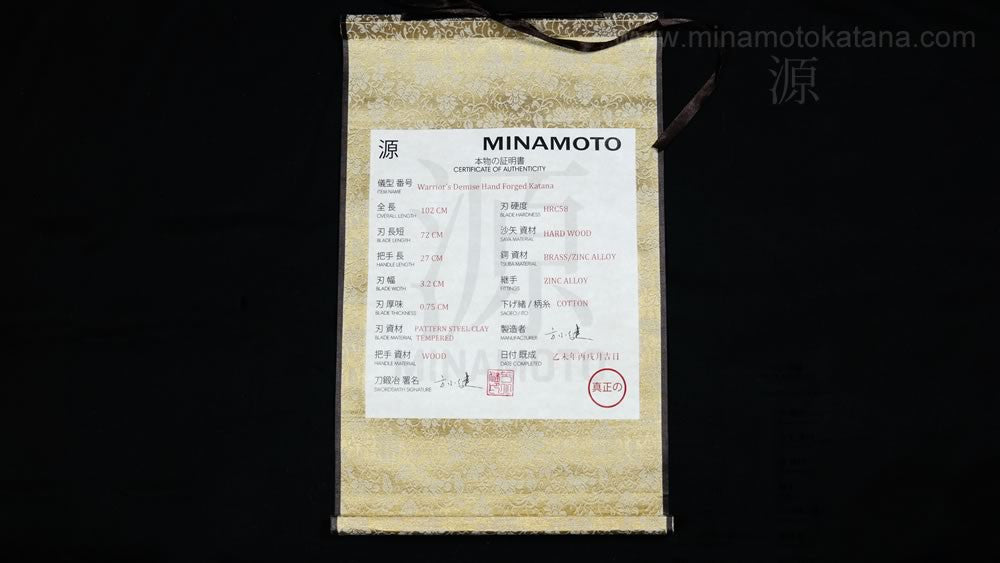 www.minamotokatana.com
源
源 MINAMOTO
本物の証明書
CERTIFICATE OF AUTHENTICITY
儀型 番号 Warrior's Demise Hand Forged Katana
ITEM NAME
全 長 102 CM
OVERALL LENGTH
刃 硬度 HRC58
BLADE HARDNESS
刃 長短 72 CM
BLADE LENGTH
沙矢 資材 HARD WOOD
SAYA MATERIAL
把手 長 27 CM
HANDLE LENGTH
鍔 資材 BRASS/ZINC ALLOY
TSUBA MATERIAL
刃 幅 3.2 CM
BLADE WIDTH
継手 ZINC ALLOY
FITTINGS
刃 厚味 0.75 CM
BLADE THICKNESS
下げ緒 / 柄糸 COTTON
SAGEO / ITO
刃 資材 PATTERN STEEL CLAY
BLADE MATERIAL TEMPERED
製造者
MANUFACTURER
把手 資材 WOOD
HANDLE MATERIAL
日付 既成 乙未年丙戌月吉日
DATE COMPLETED
刀鍛冶 署名
SWORDSMITH SIGNATURE
真正の
源
MINAMOTO